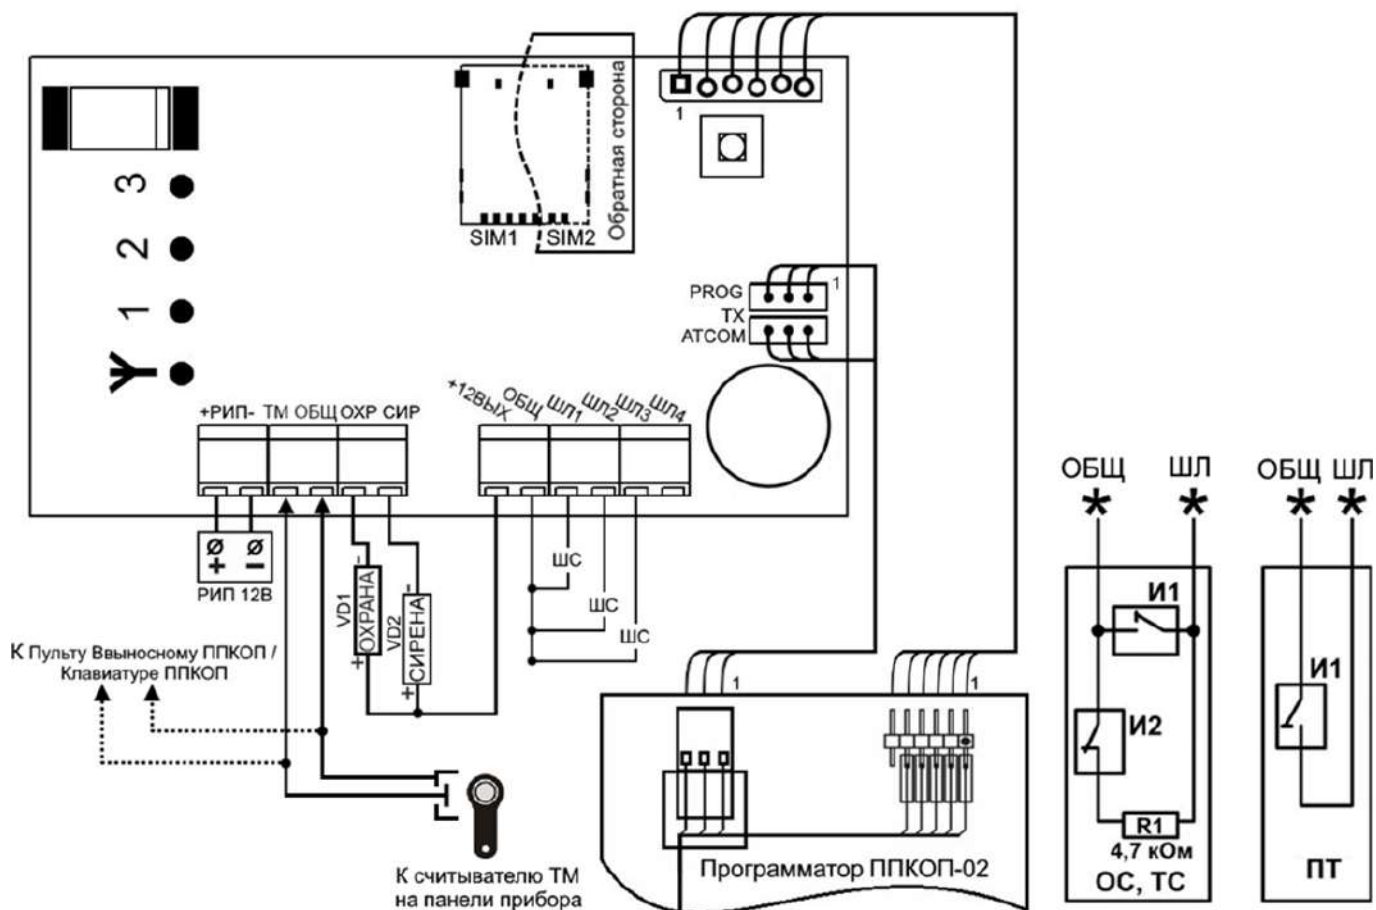 Обратная сторона
1
3
SIM1 SIM2
2
PROG
1
1
TX
ATCOM
+РИП- ТМ ОБЩ ОХР СИР
+12ВЫХ ОБЩ ШЛ1 ШЛ2 ШЛ3 ШЛ4
ОБЩ ШЛ
ОБЩ ШЛ
+ –
РИП 12В
VD1
+ ОХРАНА -
VD2
+ СИРЕНА -
ШС
ШС
ШС
И1
И2
R1
4,7 кОм
ОС, ТС
И1
ПТ
К Пульту Ввыносному ППКОП /
Клавиатуре ППКОП
1
1
Программатор ППКОП-02
К считывателю ТМ
на панели прибора